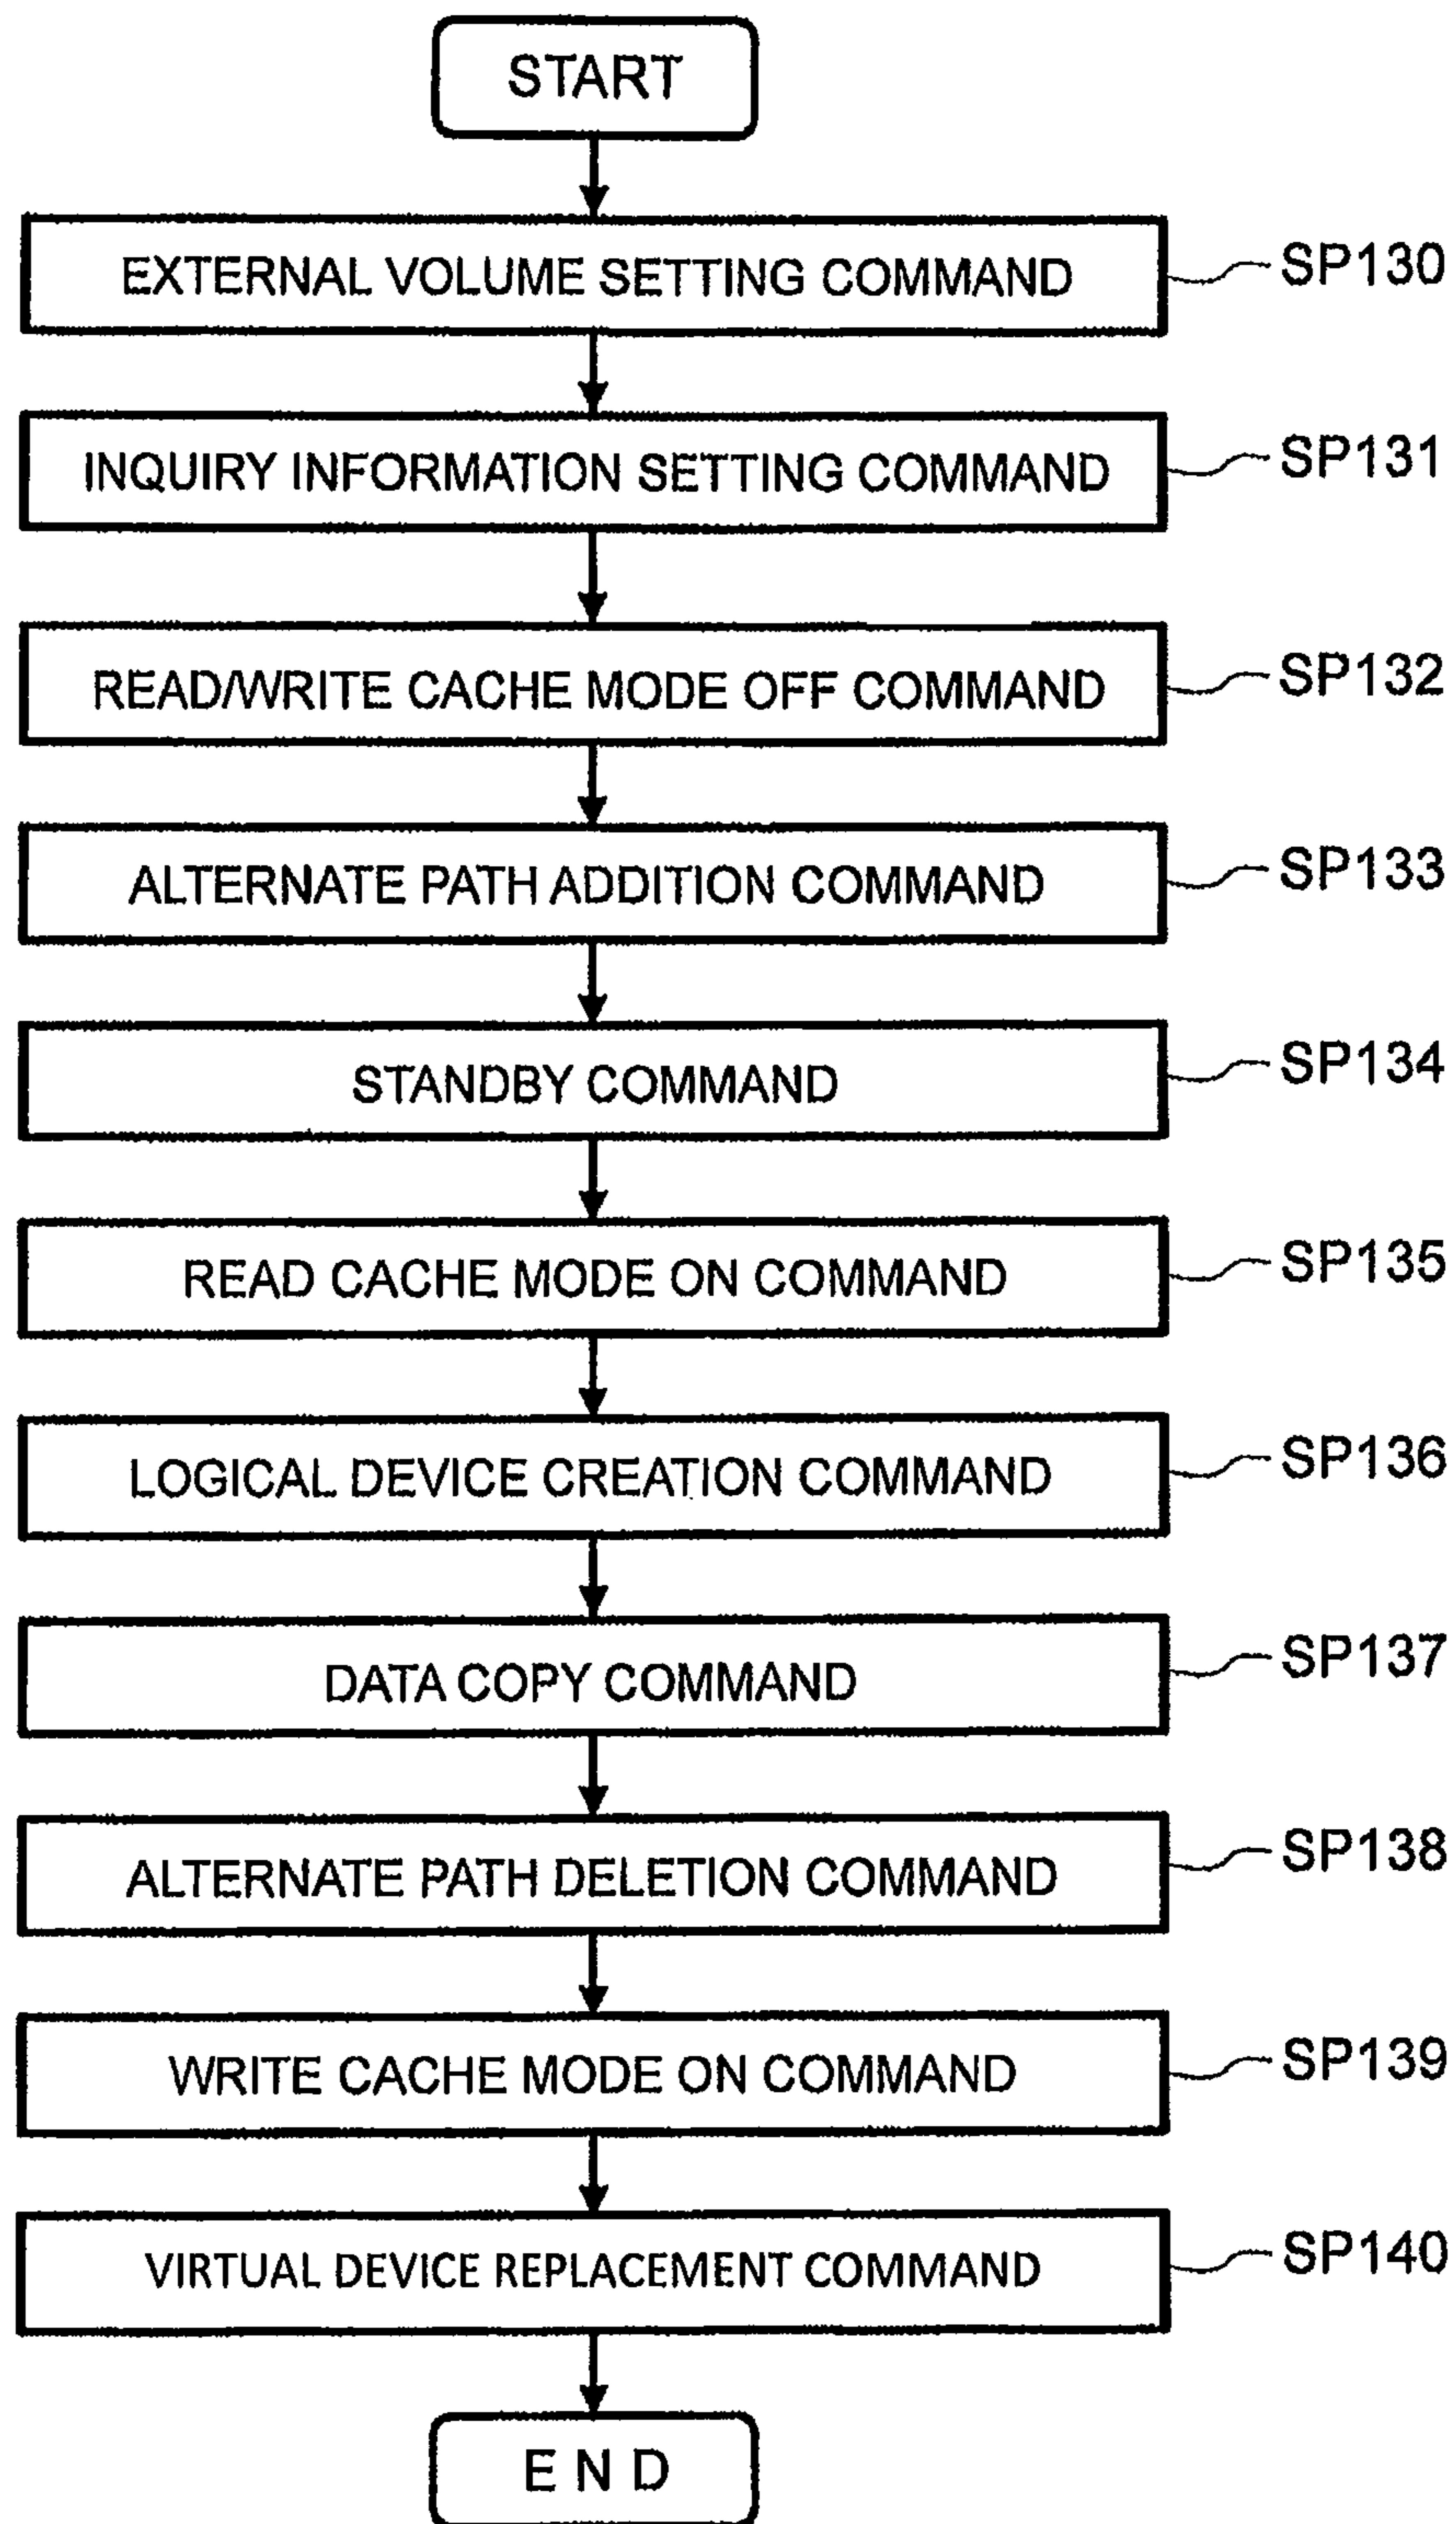 START
EXTERNAL VOLUME SETTING COMMAND SP130
INQUIRY INFORMATION SETTING COMMAND SP131
READ/WRITE CACHE MODE OFF COMMAND SP132
ALTERNATE PATH ADDITION COMMAND SP133
STANDBY COMMAND SP134
READ CACHE MODE ON COMMAND SP135
LOGICAL DEVICE CREATION COMMAND SP136
DATA COPY COMMAND SP137
ALTERNATE PATH DELETION COMMAND SP138
WRITE CACHE MODE ON COMMAND SP139
VIRTUAL DEVICE REPLACEMENT COMMAND SP140
E N D